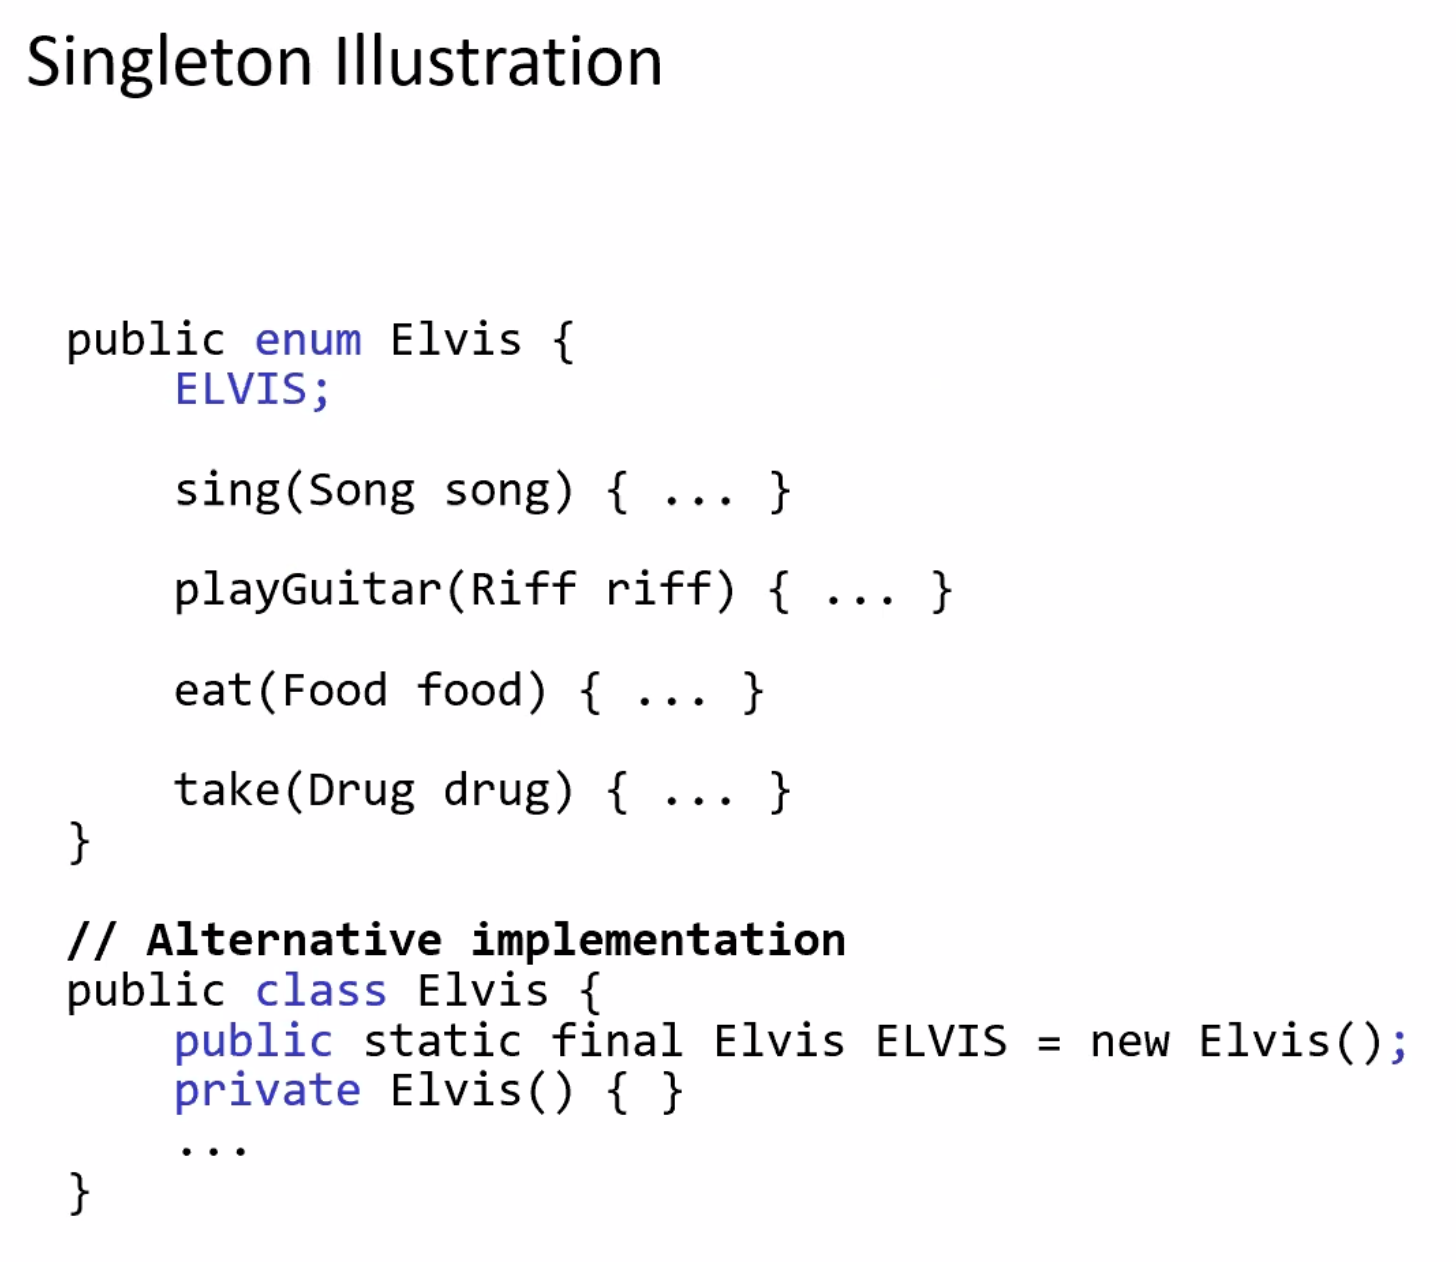 Singleton Illustration
public enum Elvis {
ELVIS;
sing(Song song) { ... }
playGuitar(Riff riff) { ... }
eat(Food food) { ... }
take(Drug drug) { ... }
}
// Alternative implementation
public class Elvis {
public static final Elvis ELVIS = new Elvis();
private Elvis() { }
...
}